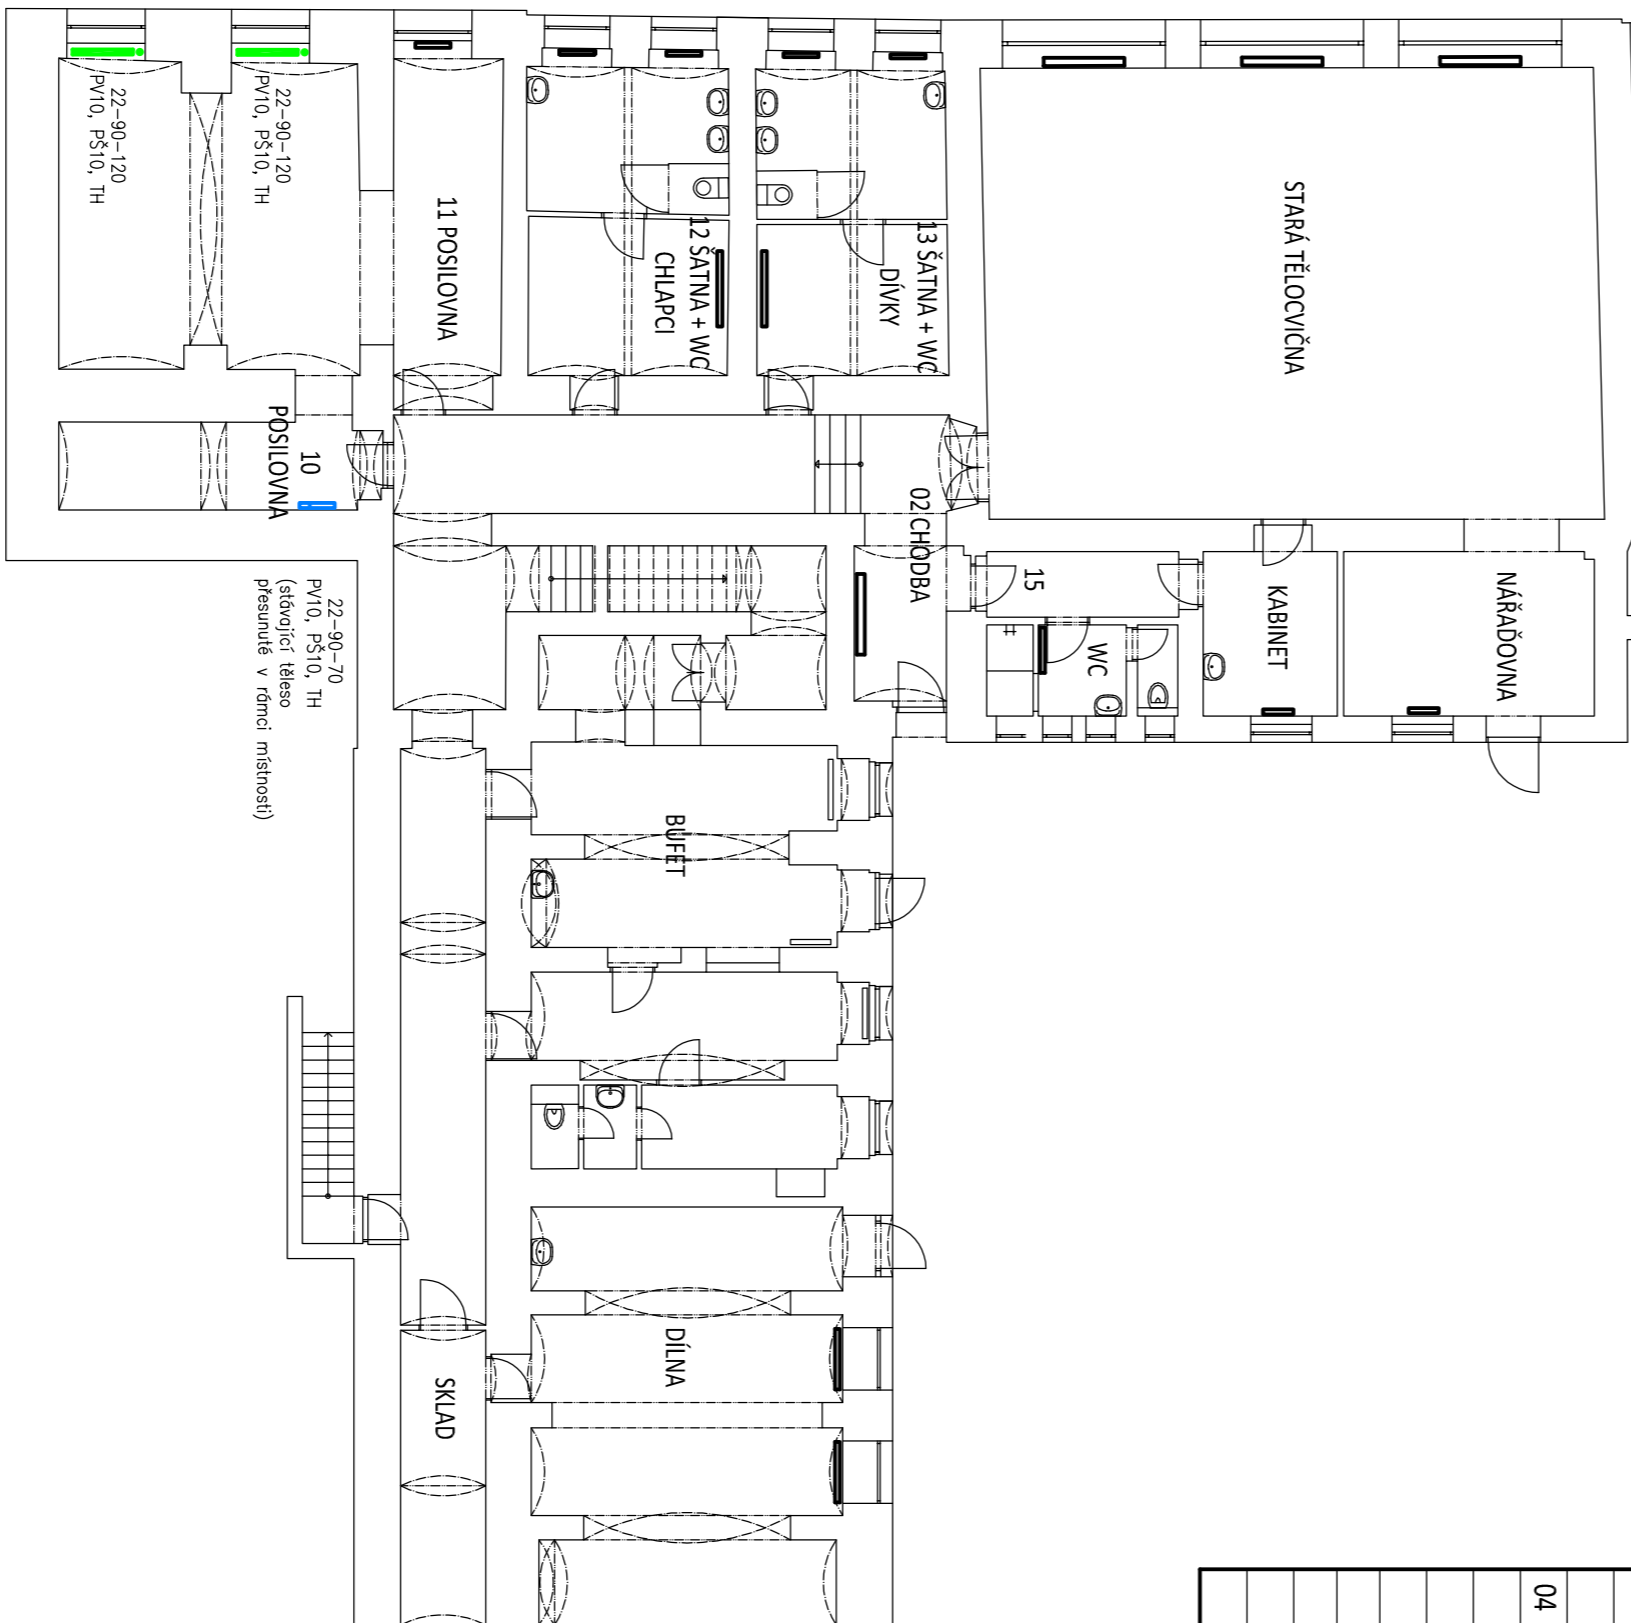 22-90-120
PV10, PŠ10, TH
22-90-120
PV10, PŠ10, TH
11 POSILOVNA
12 ŠATNA + WC
CHLAPCI
13 ŠATNA + WC
DÍVKY
STARÁ TĚLOCVIČNA
10
POSILOVNA
02 CHODBA
15
WC
KABINET
NÁŘAĎOVNA
22-90-70
PV10, PŠ10, TH
(stávající těleso
přesunuté v rámci místnosti)
BUFET
DÍLNA
SKLAD
04